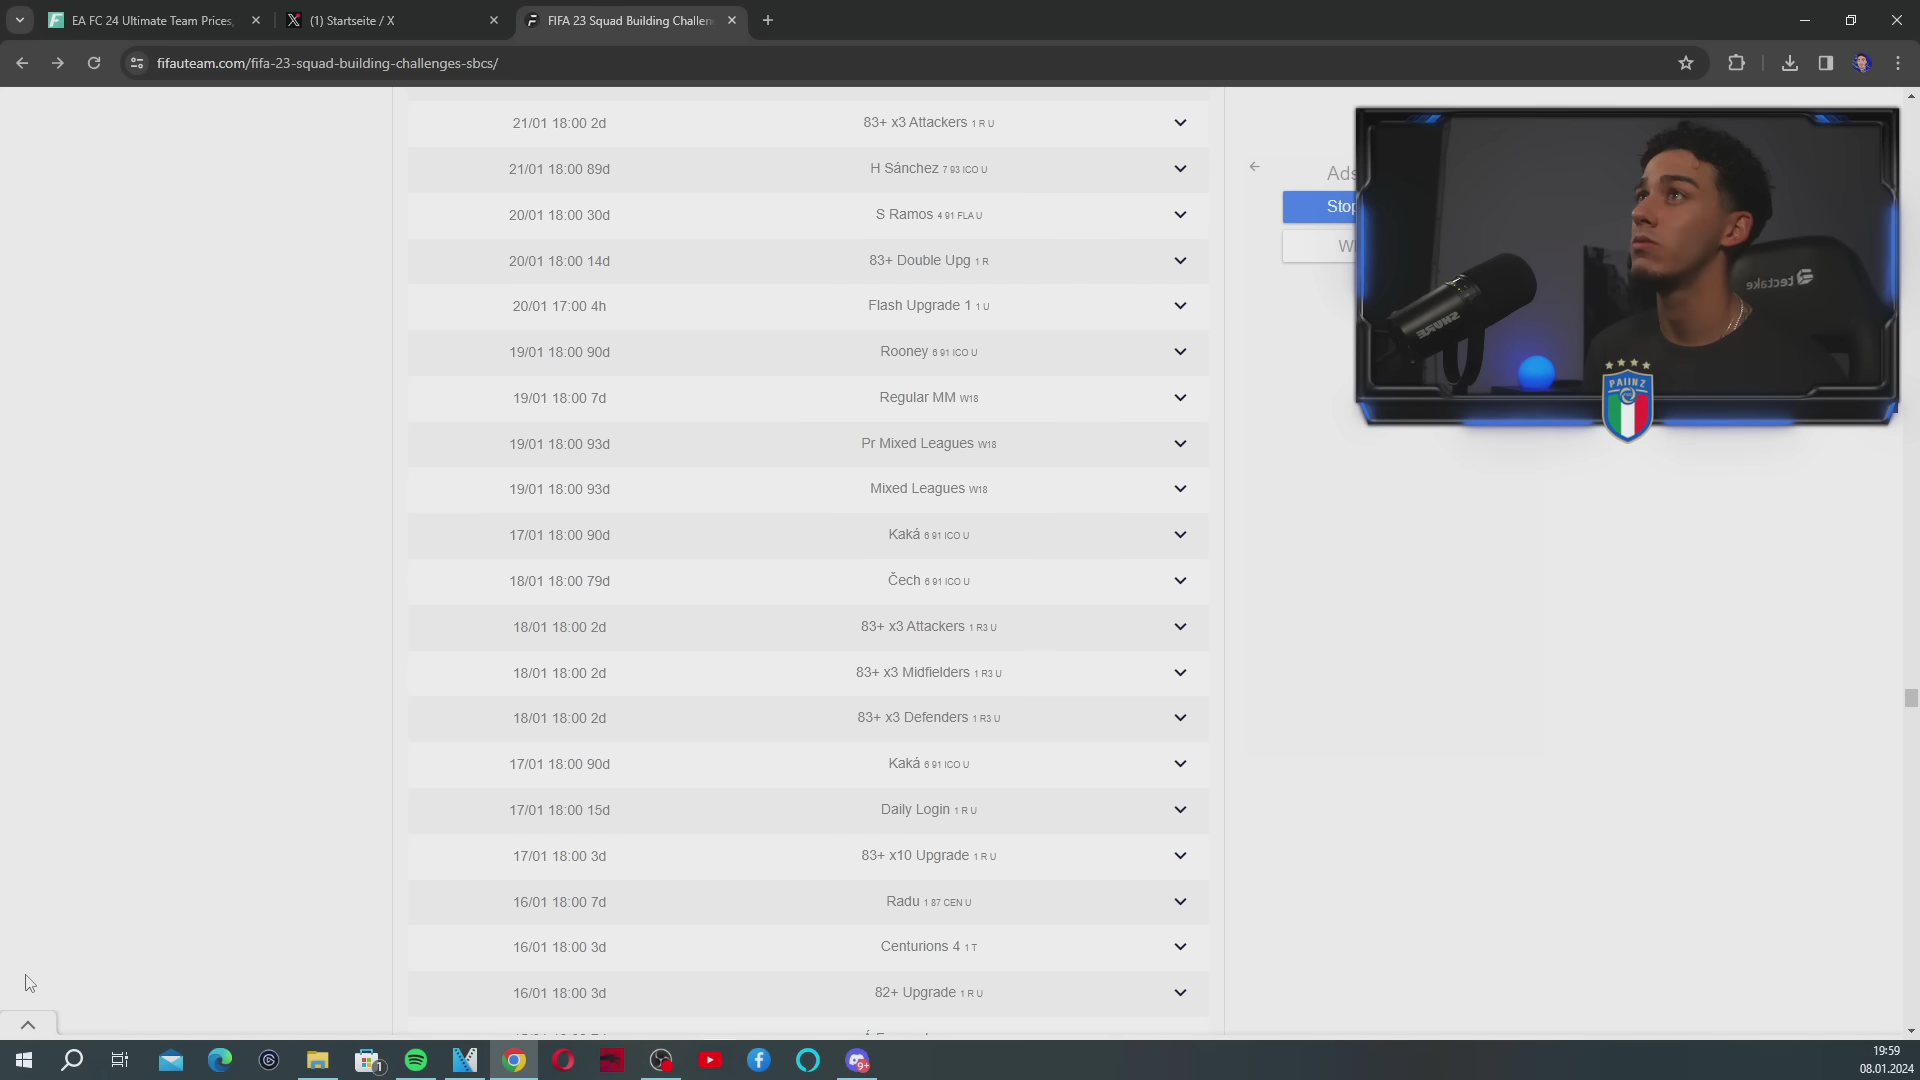 EA FC 24 Ultimate Team Prices,
(1) Startseite / X
FIFA 23 Squad Building Challen
fifauteam.com/fifa-23-squad-building-challenges-sbcs/
21/01 18:00 2d 83+ x3 Attackers 1 R U
21/01 18:00 89d H Sánchez 7 93 ICO U
20/01 18:00 30d S Ramos 4 91 FLA U
20/01 18:00 14d 83+ Double Upg 1 R
20/01 17:00 4h Flash Upgrade 1 1 U
19/01 18:00 90d Rooney 6 91 ICO U
19/01 18:00 7d Regular MM W18
19/01 18:00 93d Pr Mixed Leagues W18
19/01 18:00 93d Mixed Leagues W18
17/01 18:00 90d Kaká 6 91 ICO U
18/01 18:00 79d Čech 6 91 ICO U
18/01 18:00 2d 83+ x3 Attackers 1 R3 U
18/01 18:00 2d 83+ x3 Midfielders 1 R3 U
18/01 18:00 2d 83+ x3 Defenders 1 R3 U
17/01 18:00 90d Kaká 6 91 ICO U
17/01 18:00 15d Daily Login 1 R U
17/01 18:00 3d 83+ x10 Upgrade 1 R U
16/01 18:00 7d Radu 1 87 CEN U
16/01 18:00 3d Centurions 4 1 T
16/01 18:00 3d 82+ Upgrade 1 R U
Ads
Stop
W
SHURE
tectake
PAIINZ
1
9+
19:59
08.01.2024